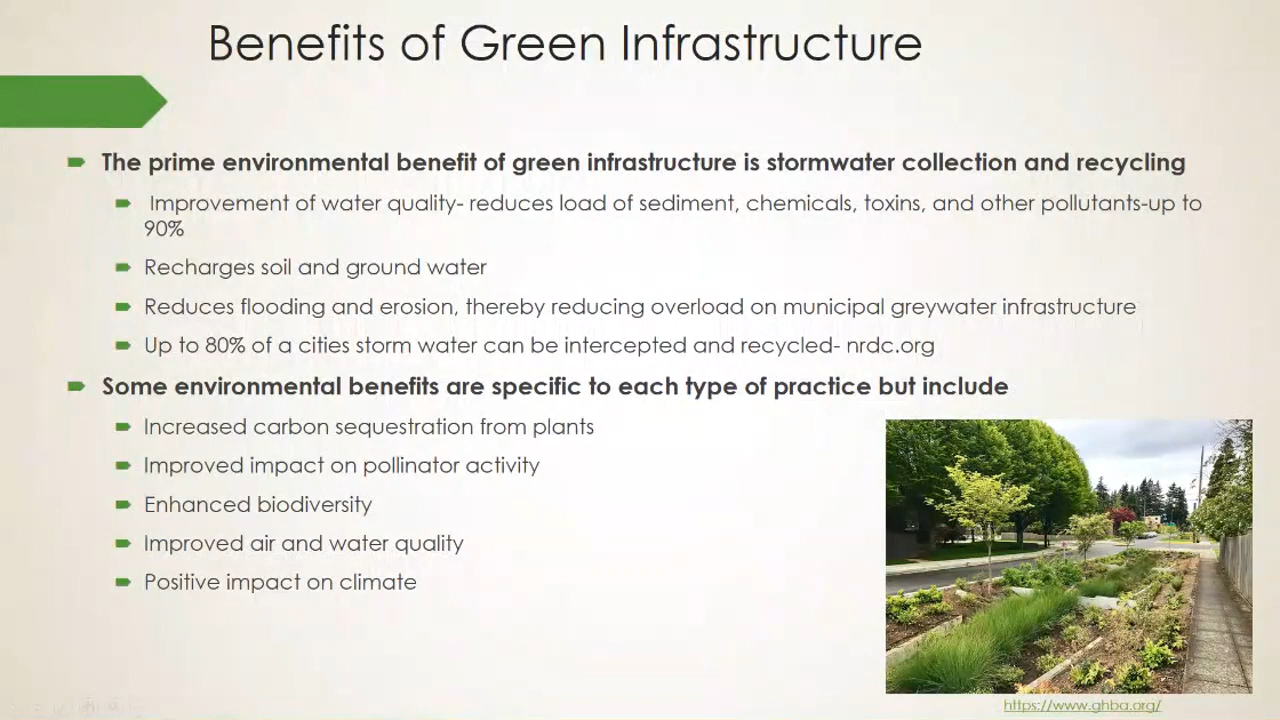 Benefits of Green Infrastructure
The prime environmental benefit of green infrastructure is stormwater collection and recycling
Improvement of water quality- reduces load of sediment, chemicals, toxins, and other pollutants-up to
90%
Recharges soil and ground water
Reduces flooding and erosion, thereby reducing overload on municipal greywater infrastructure
Up to 80% of a cities storm water can be intercepted and recycled- nrdc.org
Some environmental benefits are specific to each type of practice but include
Increased carbon sequestration from plants
Improved impact on pollinator activity
Enhanced biodiversity
Improved air and water quality
Positive impact on climate
https://www.ghba.org/